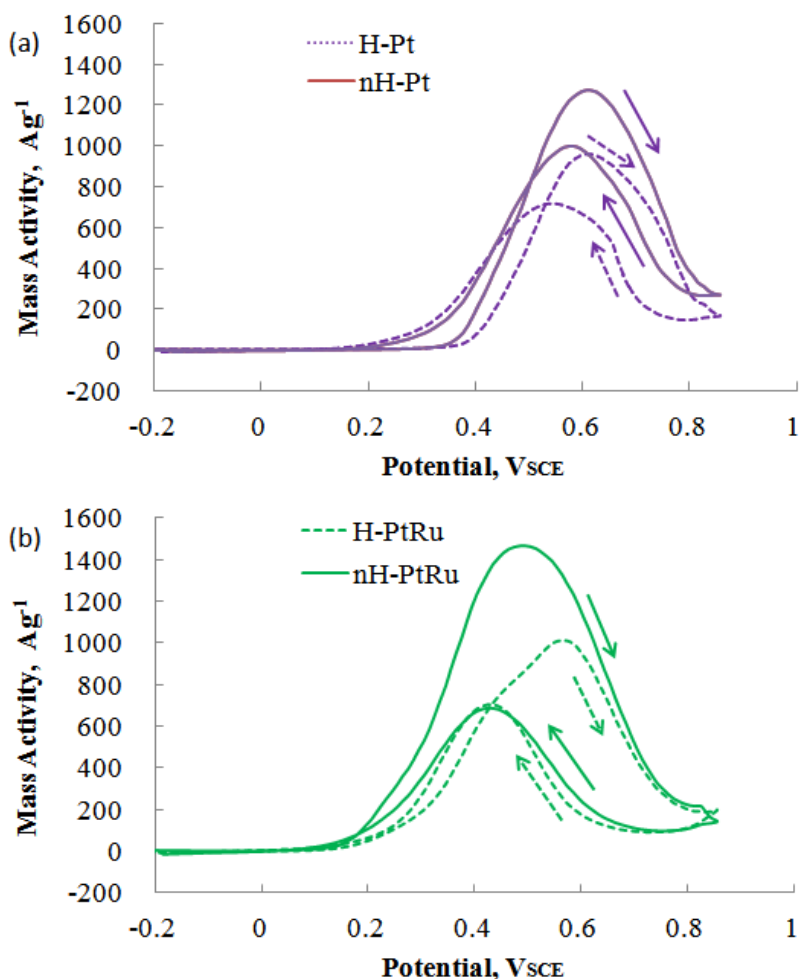 (a)
1600
1400
1200
1000
800
600
400
200
0
-200
Mass Activity, Ag-1
H-Pt
nH-Pt
-0.2 0 0.2 0.4 0.6 0.8 1
Potential, VSCE
(b)
1600
1400
1200
1000
800
600
400
200
0
-200
Mass Activity, Ag-1
H-PtRu
nH-PtRu
-0.2 0 0.2 0.4 0.6 0.8 1
Potential, VSCE